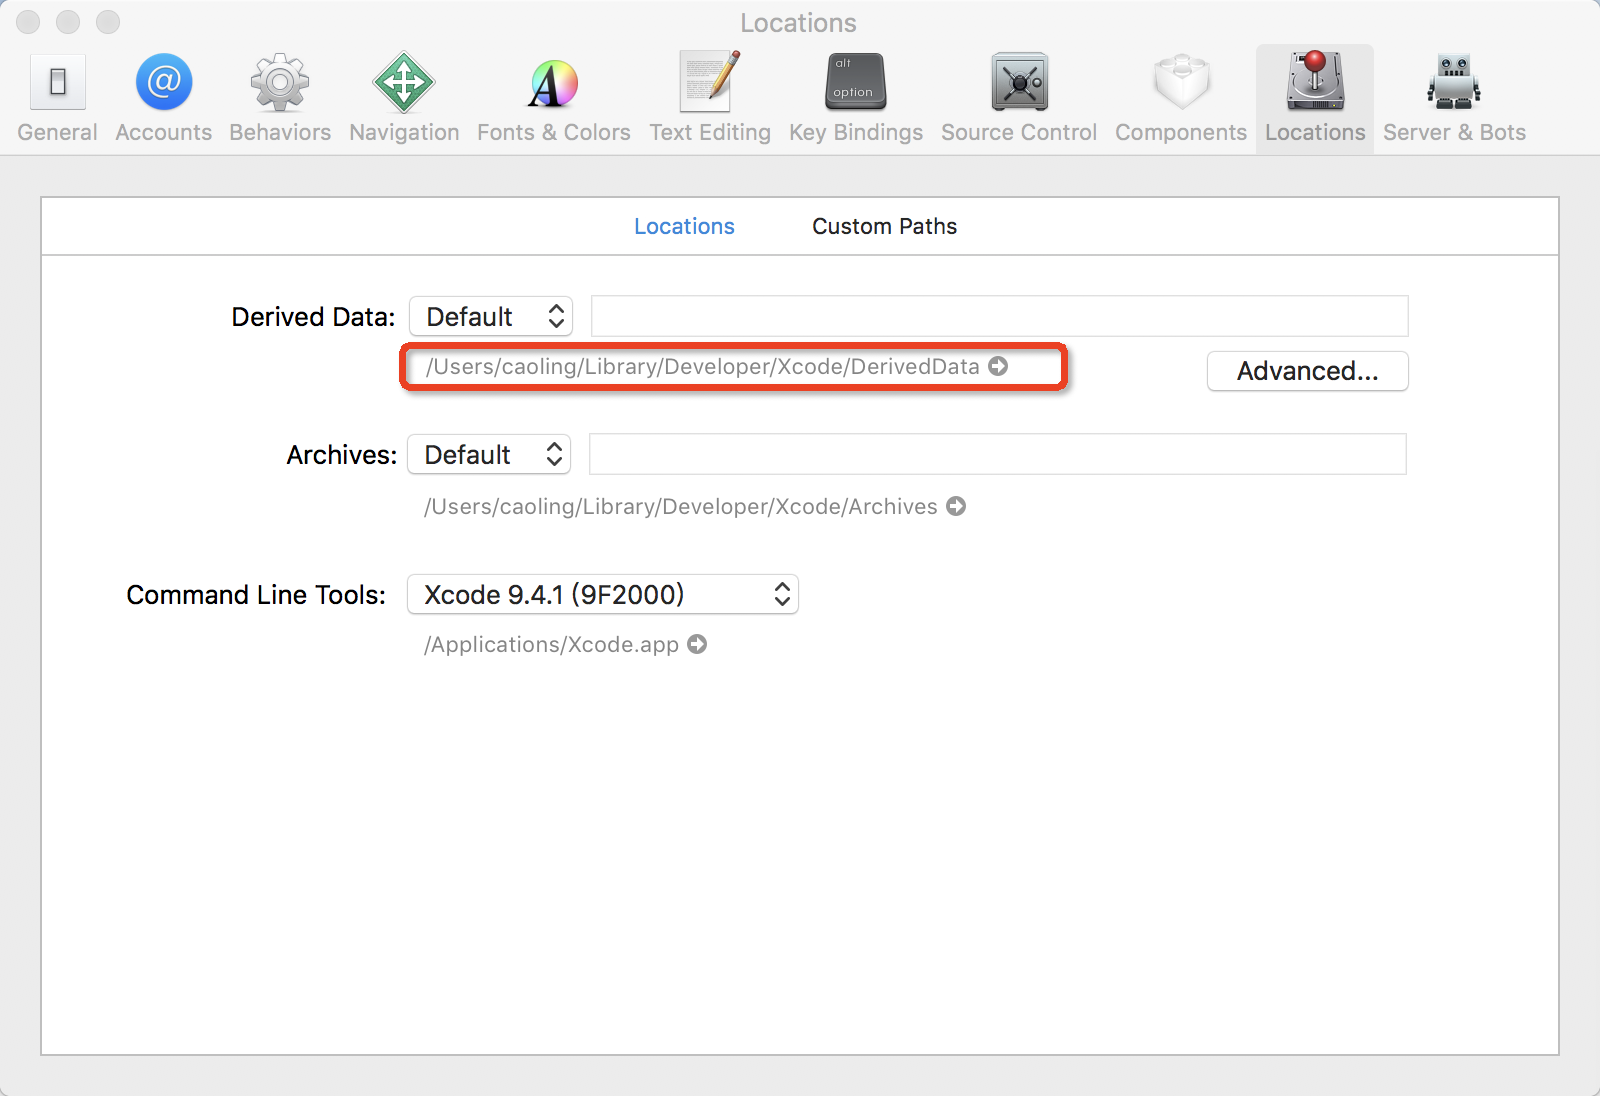 Locations
alt
option
General Accounts Behaviors Navigation Fonts & Colors Text Editing Key Bindings Source Control Components Locations Server & Bots
Locations Custom Paths
Derived Data: Default
/Users/caoling/Library/Developer/Xcode/DerivedData
Advanced...
Archives: Default
/Users/caoling/Library/Developer/Xcode/Archives
Command Line Tools: Xcode 9.4.1 (9F2000)
/Applications/Xcode.app